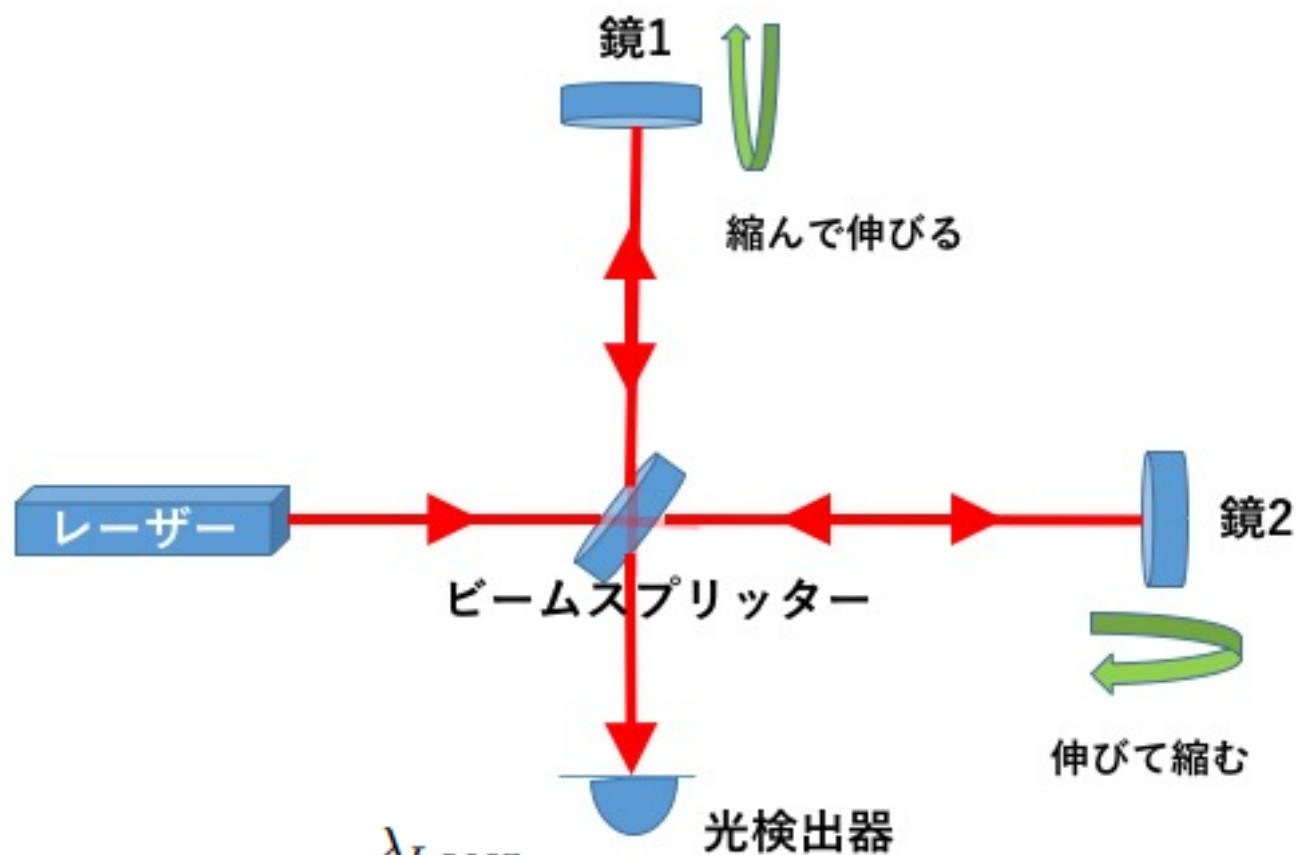 鏡1
縮んで伸びる
レーザー
鏡2
ビームスプリッター
伸びて縮む
光検出器